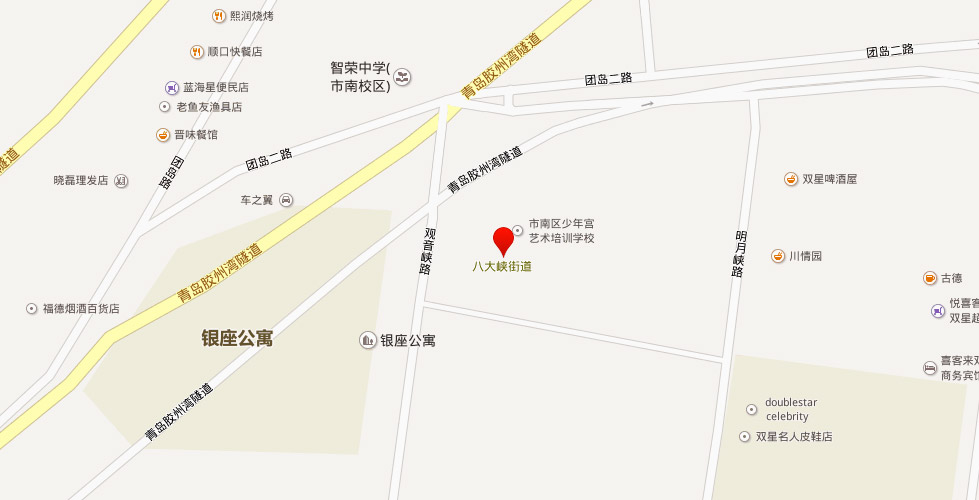 熙润烧烤
顺口快餐店
团岛二路
智荣中学(
市南校区)
团岛二路
青岛胶州湾隧道
蓝海星便民店
老鱼友渔具店
晋味餐馆
隧道
团岛二路
青岛胶州湾隧道
团岛路
晓磊理发店
双星啤酒屋
车之翼
市南区少年宫
艺术培训学校
观音峡路
明月峡路
川情园
八大峡街道
青岛胶州湾隧道
古德
悦喜客
双星超
福德烟酒百货店
银座公寓
银座公寓
喜客来双
商务宾馆
青岛胶州湾隧道
doublestar
celebrity
双星名人皮鞋店